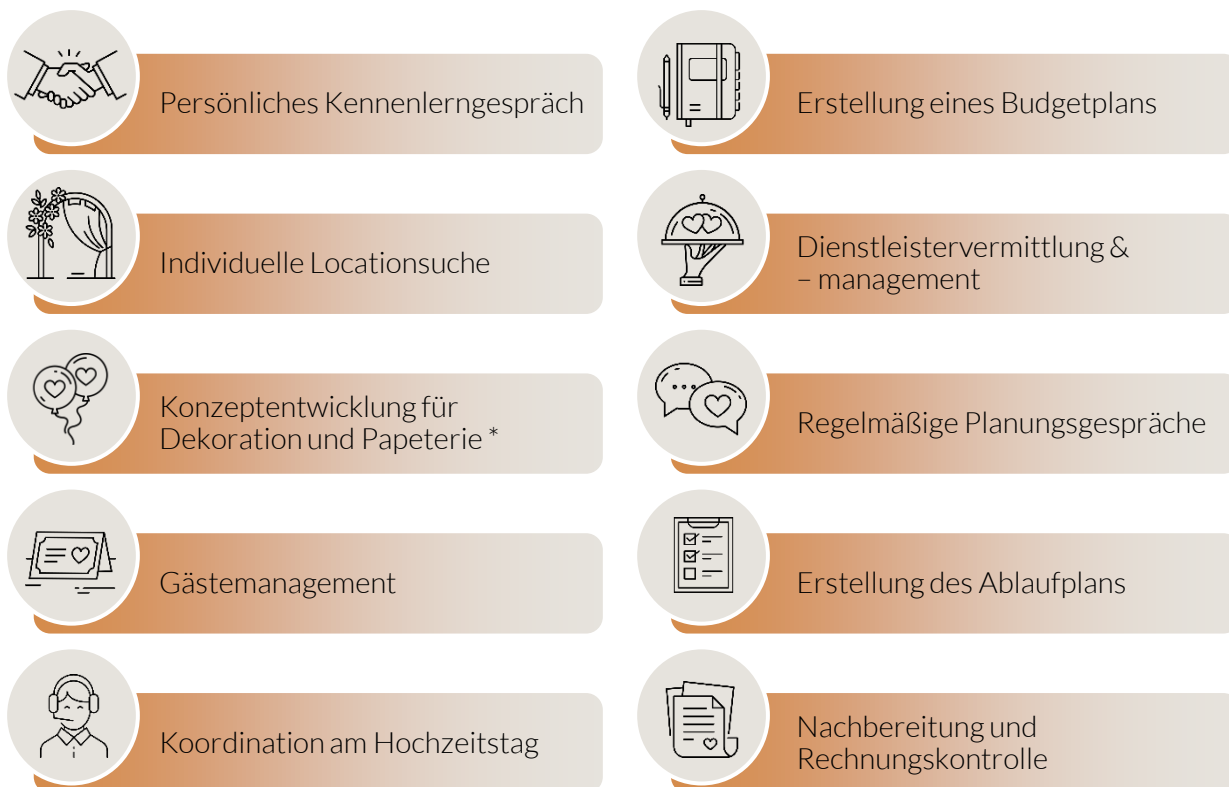 Persönliches Kennenlerngespräch
Erstellung eines Budgetplans
Individuelle Locationsuche
Dienstleistervermittlung &
– management
Konzeptentwicklung für
Dekoration und Papeterie *
Regelmäßige Planungsgespräche
Gästemanagement
Erstellung des Ablaufplans
Koordination am Hochzeitstag
Nachbereitung und
Rechnungskontrolle